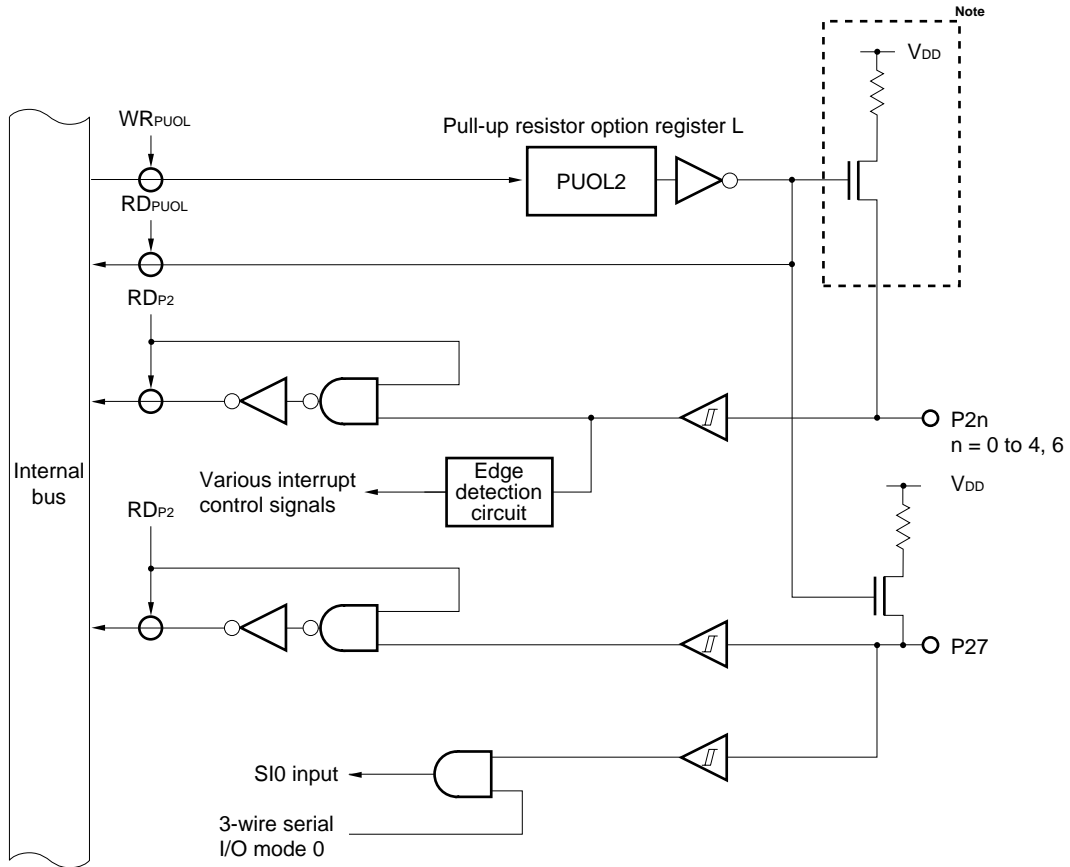 Note
VDD
WRPUOL
Pull-up resistor option register L
PUOL2
RDPUOL
RDP2
P2n
n = 0 to 4, 6
Internal
bus
Various interrupt
control signals
Edge
detection
circuit
VDD
RDP2
P27
SI0 input
3-wire serial
I/O mode 0